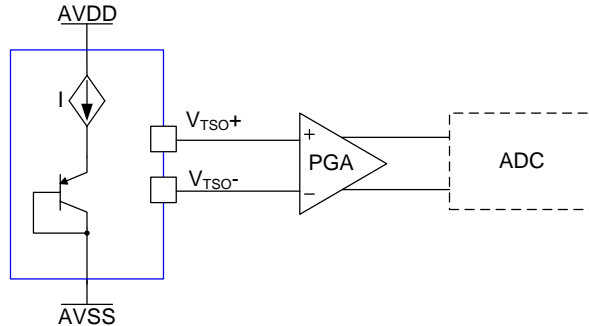 AVDD
I
VTSO+
+
PGA
ADC
VTSO-
−
AVSS